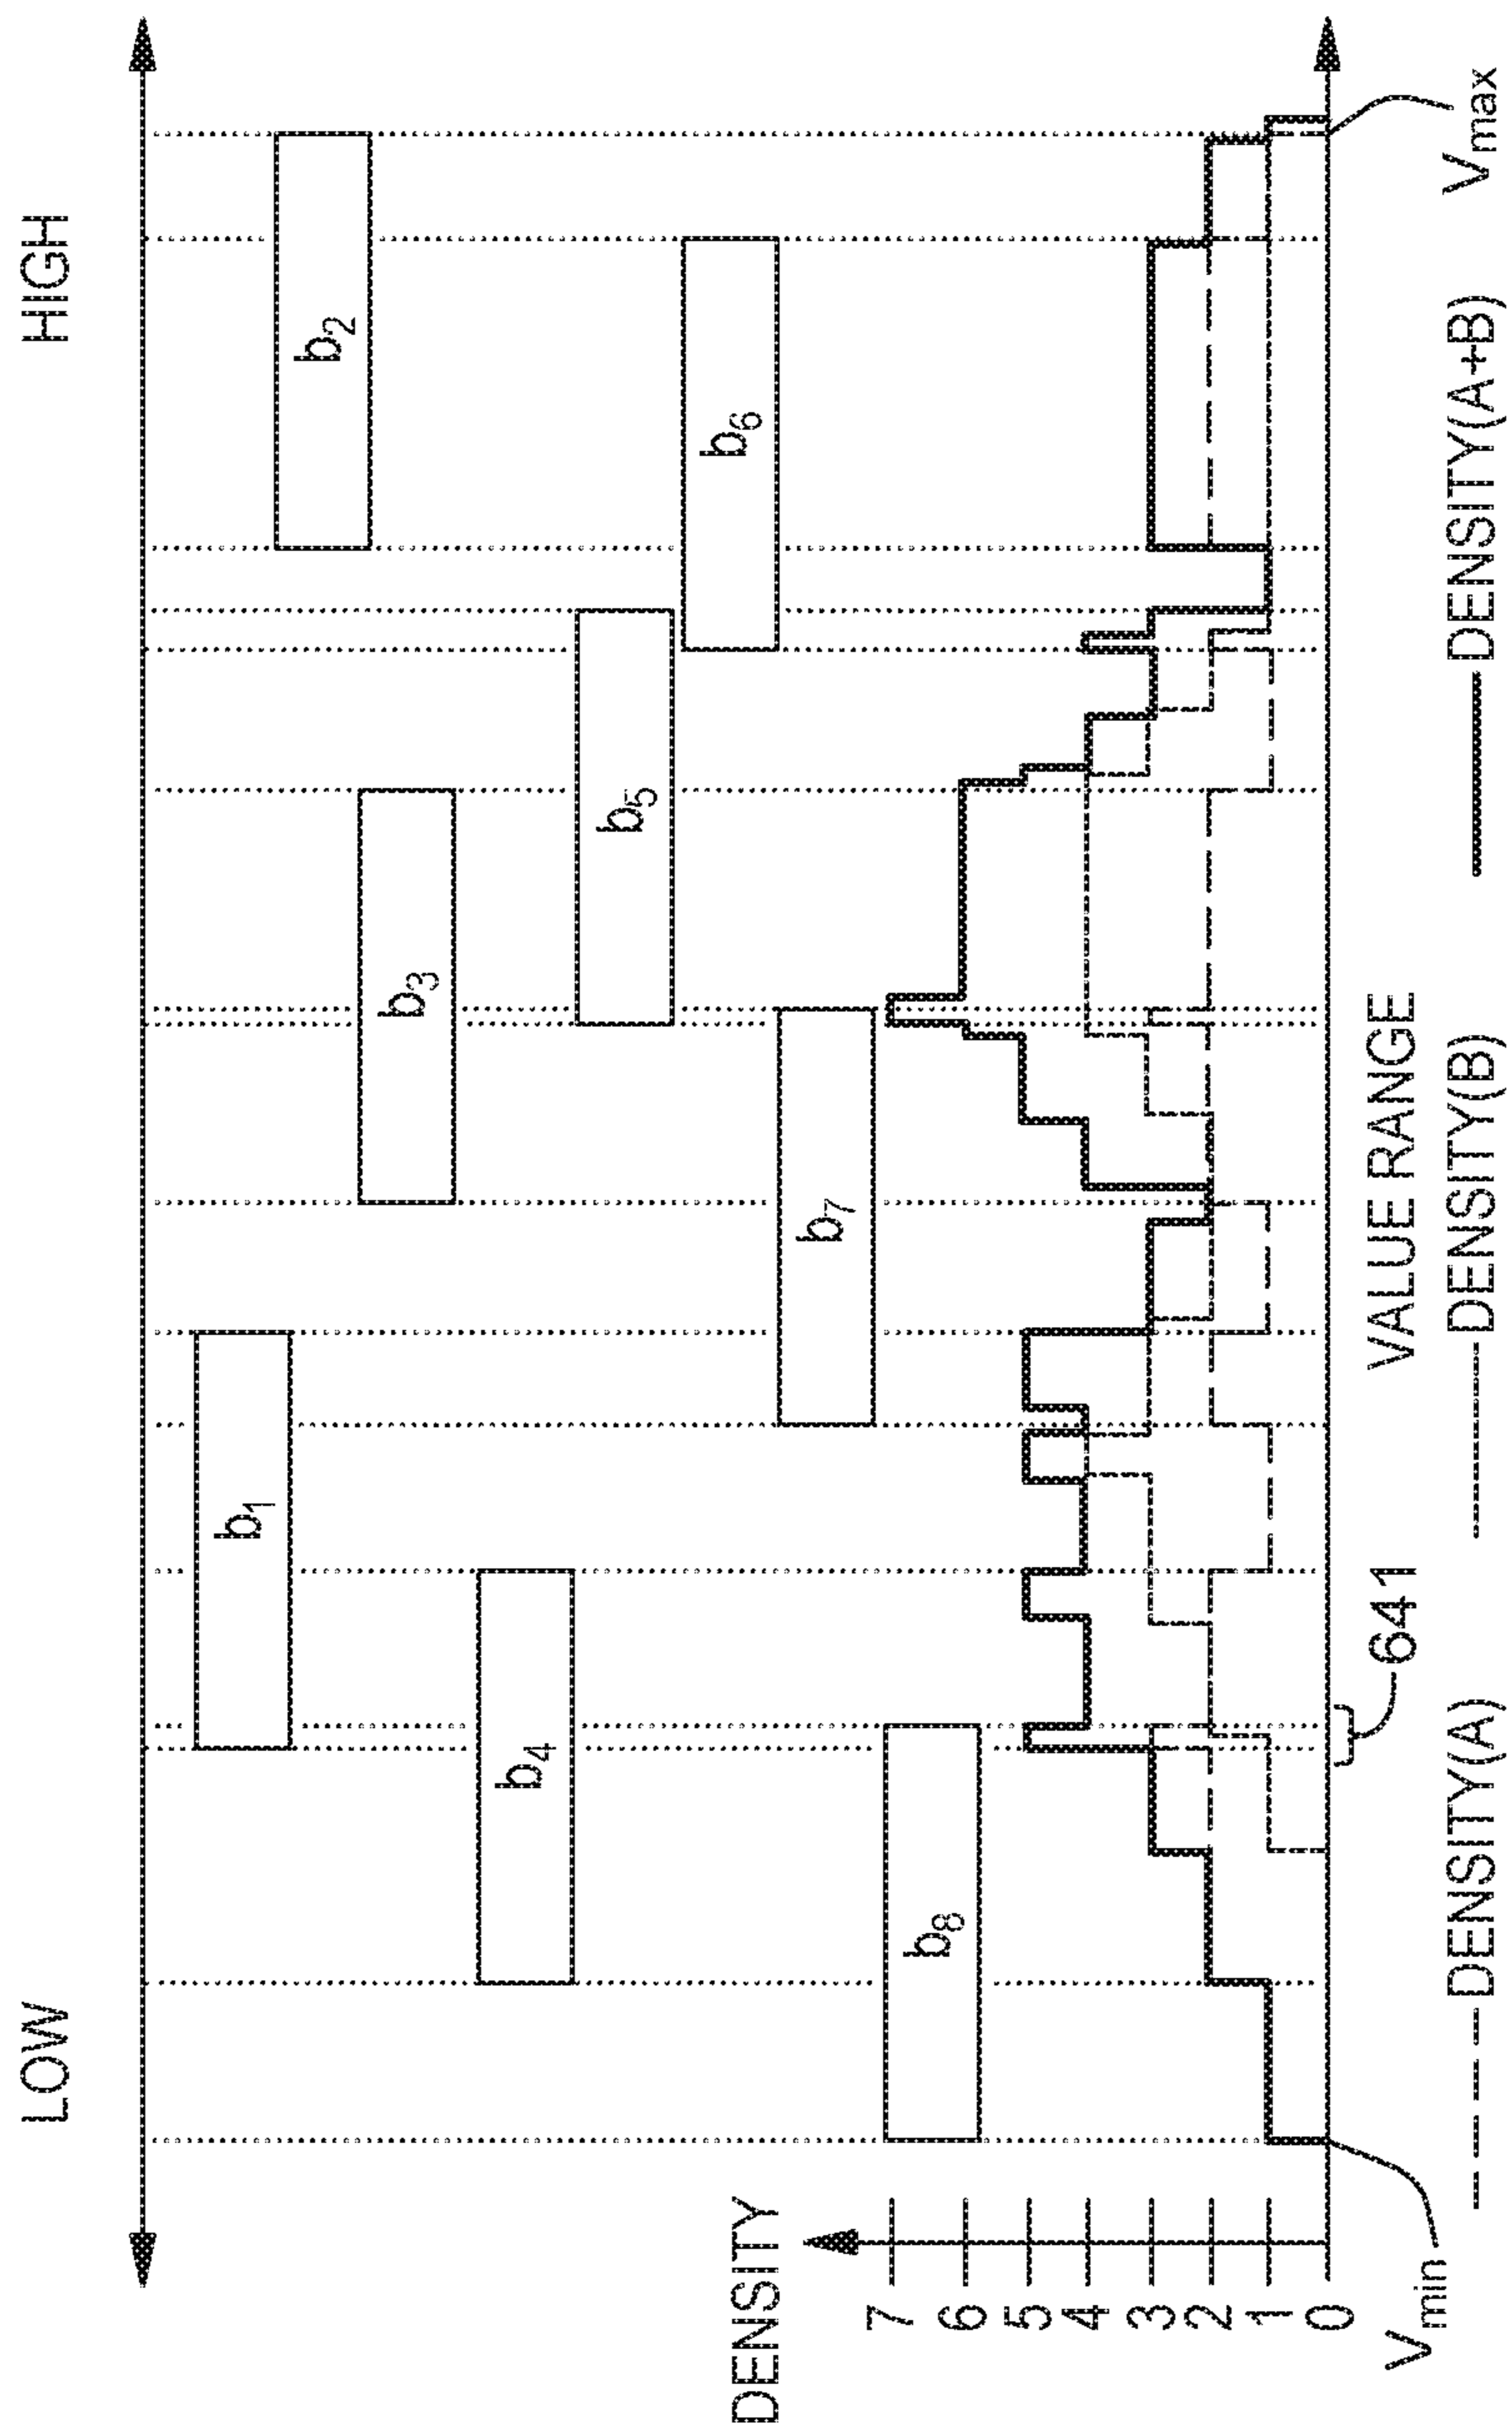 LOW HIGH
b1
b2
b3
b4
b5
b6
b7
b8
DENSITY
7
6
5
4
3
2
1
0
Vmin
641
VALUE RANGE
Vmax
DENSITY(A) DENSITY(B) DENSITY(A+B)